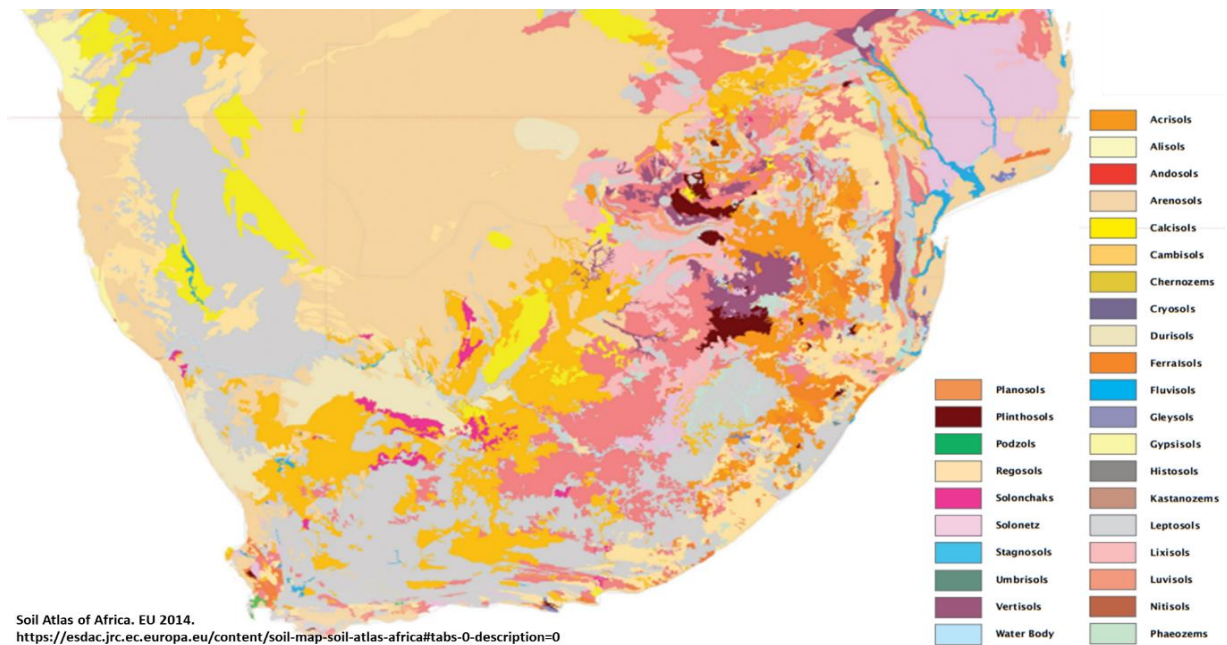 Acrisols
Alisols
Andosols
Arenosols
Calcisols
Cambisols
Chernozems
Cryosols
Durisols
Ferralsols
Fluvisols
Gleysols
Gypsisols
Histosols
Kastanozems
Leptosols
Lixisols
Luvisols
Nitisols
Phaeozems
Planosols
Plinthosols
Podzols
Regosols
Solonchaks
Solonetz
Stagnosols
Umbrisols
Vertisols
Water Body
Soil Atlas of Africa. EU 2014.
https://esdac.jrc.ec.europa.eu/content/soil-map-soil-atlas-africa#tabs-0-description=0